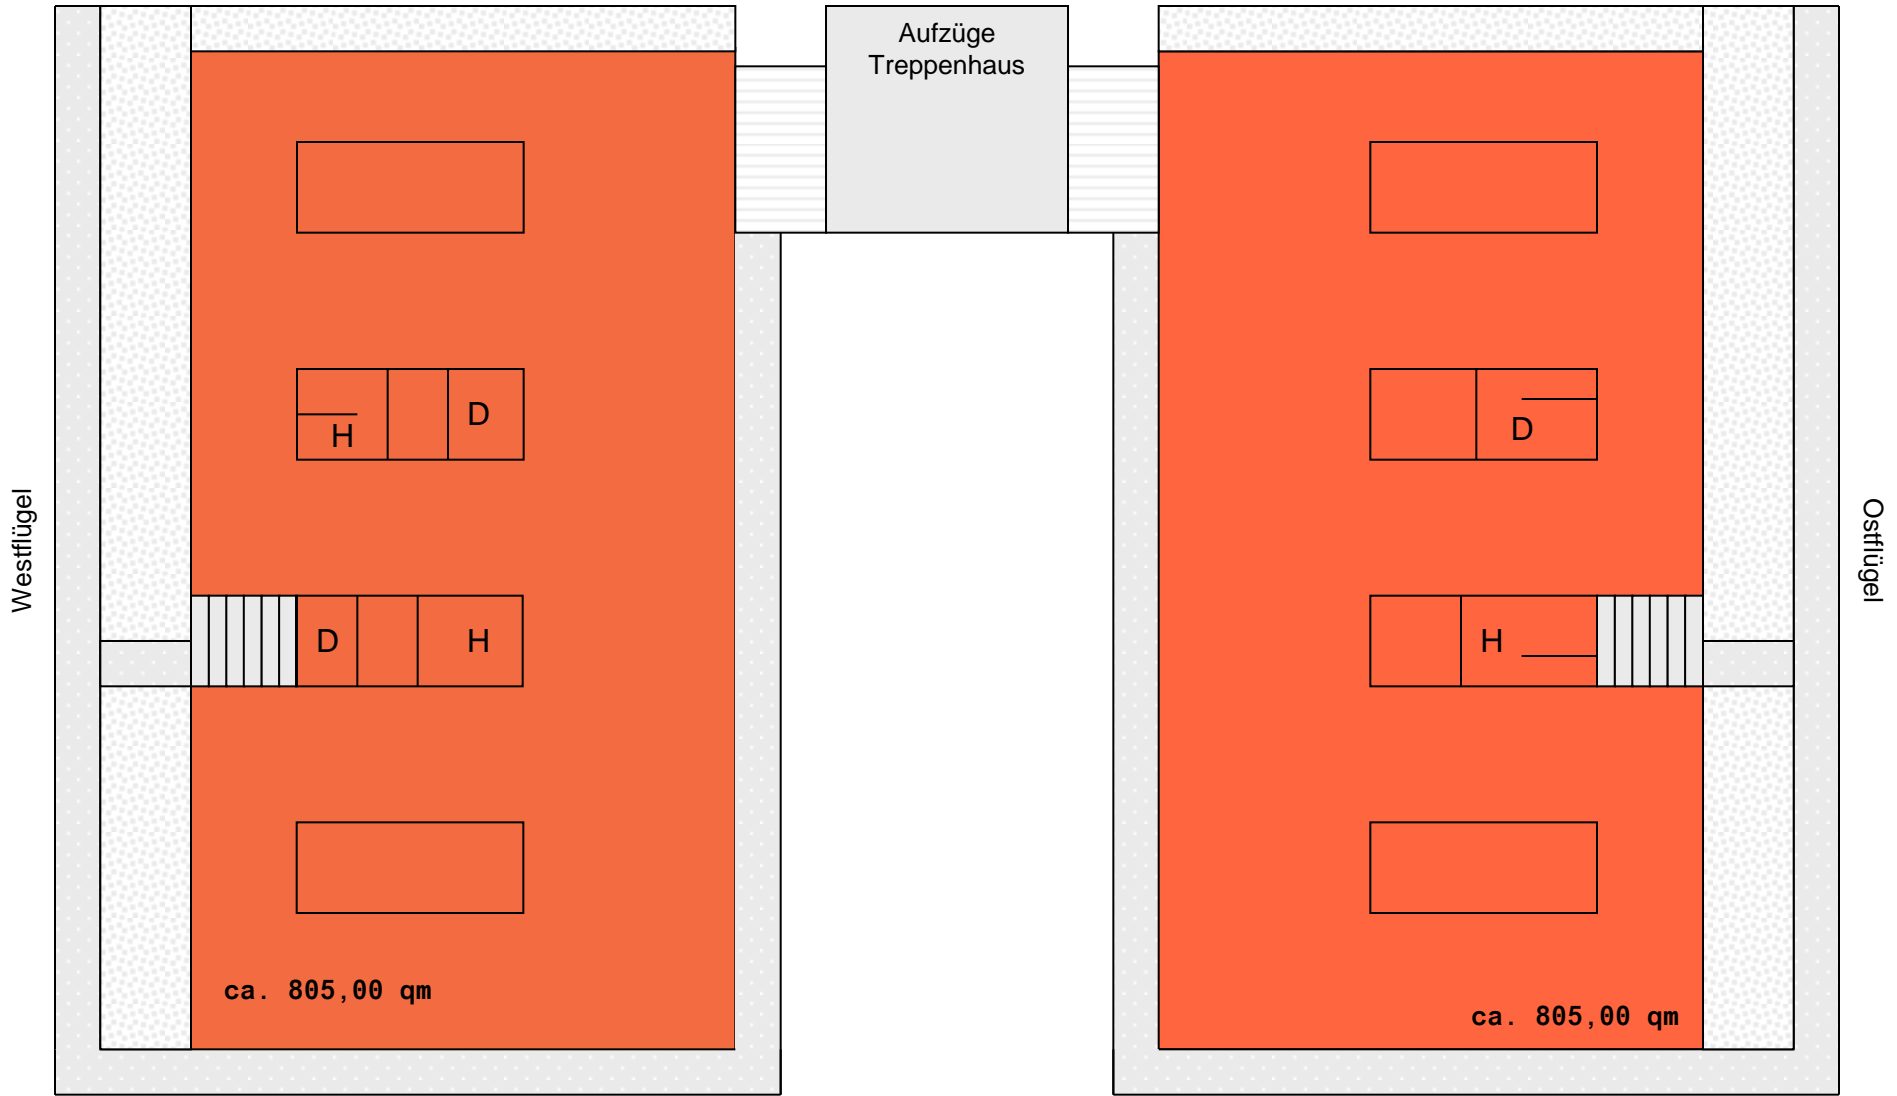 Aufzüge
Treppenhaus
Westflügel
H
D
D
H
ca. 805,00 qm
D
H
ca. 805,00 qm
Ostflügel